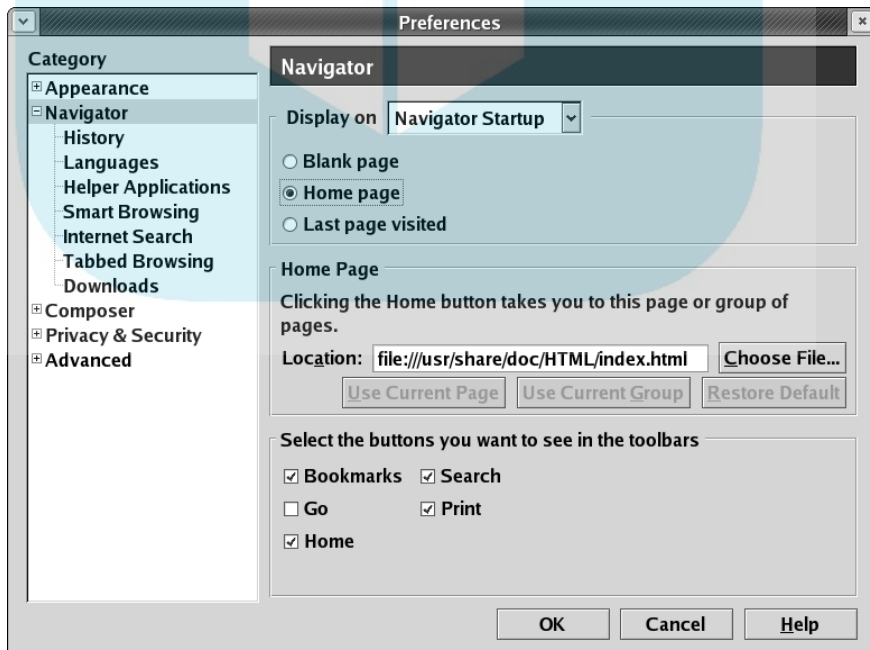 Preferences
Category
Appearance
Navigator
History
Languages
Helper Applications
Smart Browsing
Internet Search
Tabbed Browsing
Downloads
Composer
Privacy & Security
Advanced
Navigator
Display on Navigator Startup
Blank page
Home page
Last page visited
Home Page
Clicking the Home button takes you to this page or group of
pages.
Location: file:///usr/share/doc/HTML/index.html Choose File...
Use Current Page Use Current Group Restore Default
Select the buttons you want to see in the toolbars
Bookmarks Search
Go Print
Home
OK Cancel Help